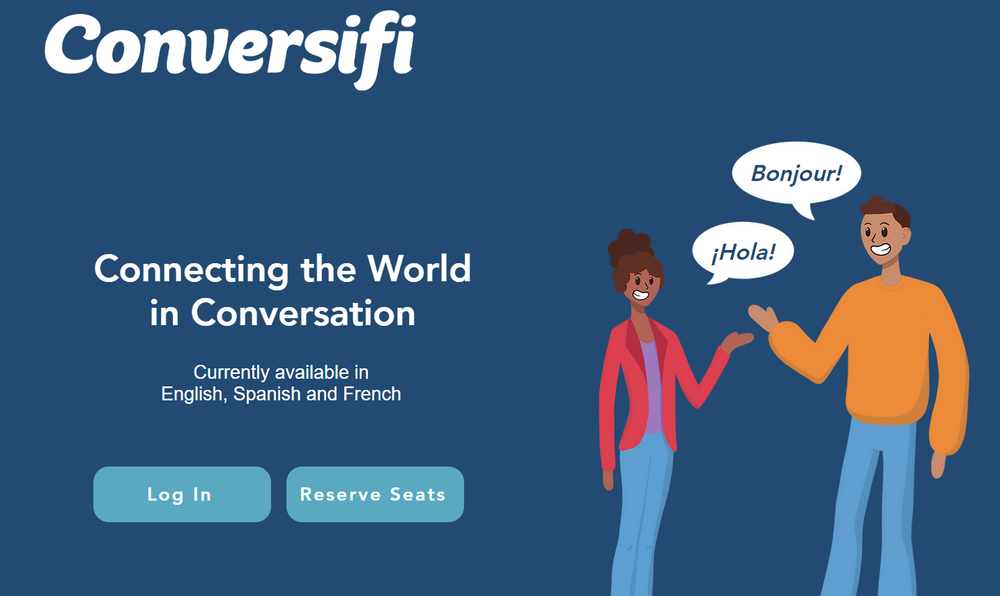 Conversifi
Bonjour!
¡Hola!
Connecting the World
in Conversation
Currently available in
English, Spanish and French
Log In
Reserve Seats